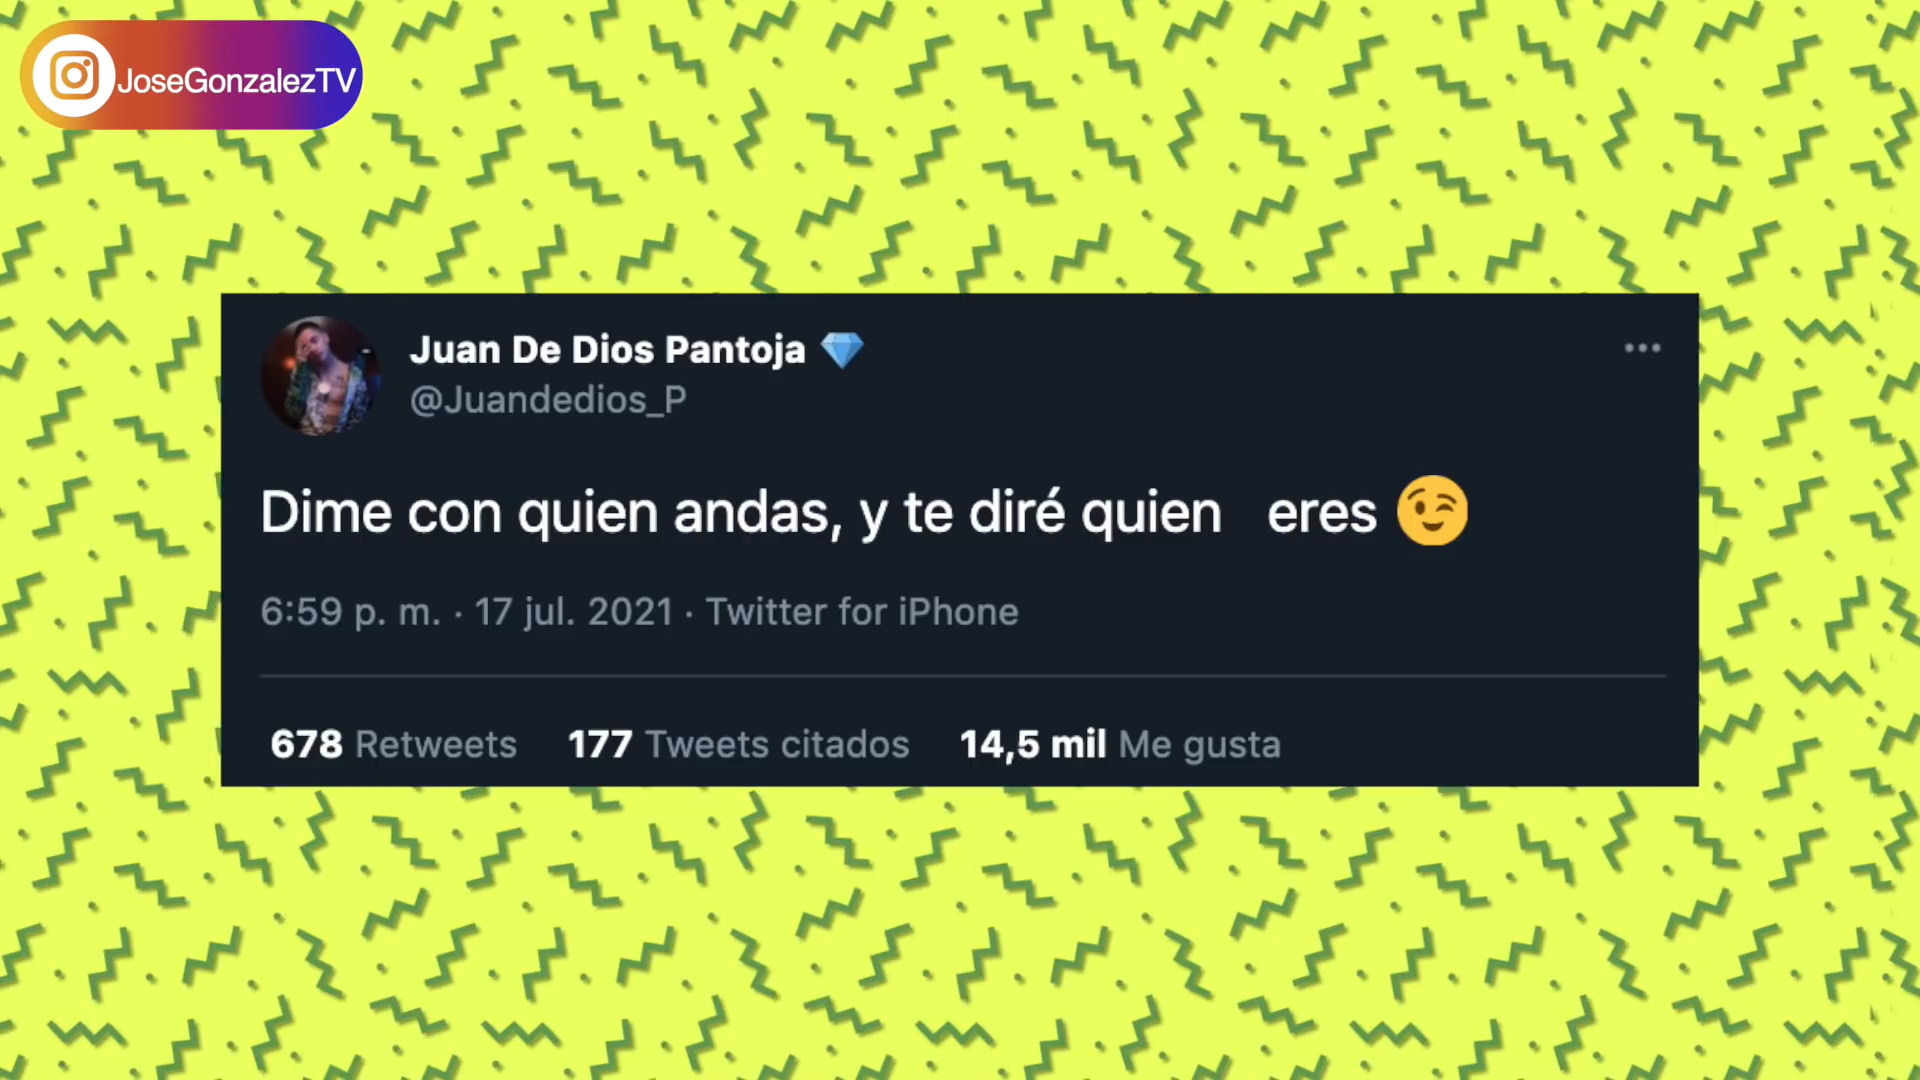 JoseGonzalezTV
Juan De Dios Pantoja 💎
@Juandedios_P
Dime con quien andas, y te diré quien   eres 😉
6:59 p. m. · 17 jul. 2021 · Twitter for iPhone
678 Retweets 177 Tweets citados 14,5 mil Me gusta